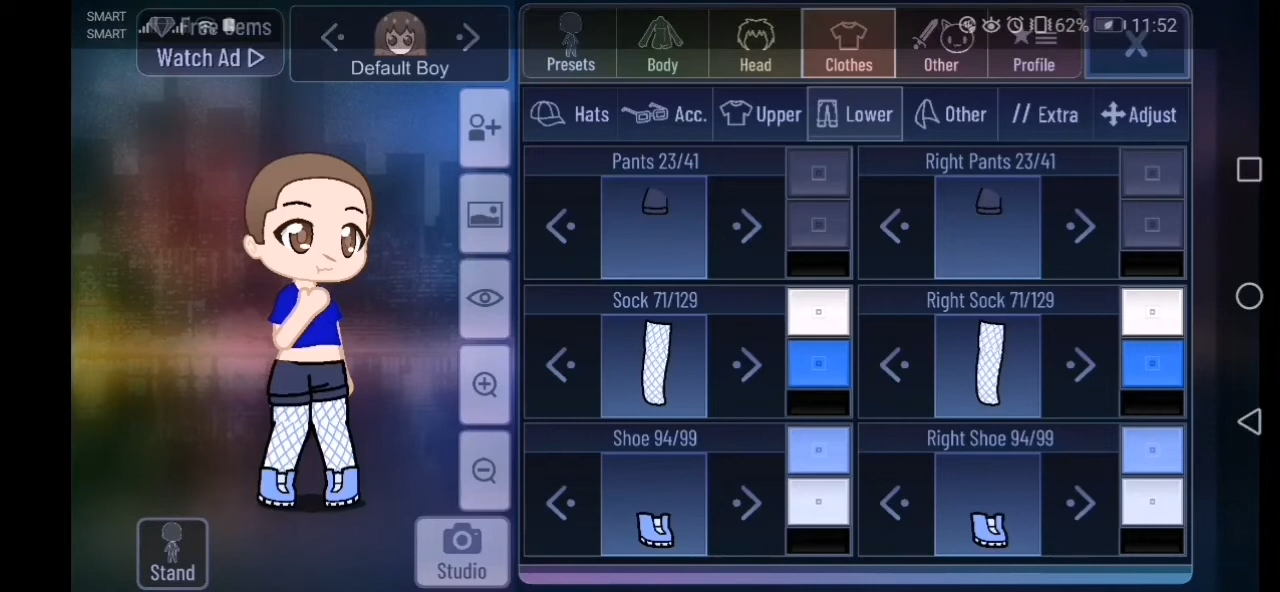 SMART
SMART
Free Gems
Watch Ad
Default Boy
62%
11:52
Presets
Body
Head
Clothes
Other
Profile
Hats
Acc.
Upper
Lower
Other
Extra
Adjust
Pants 23/41
Right Pants 23/41
Sock 71/129
Right Sock 71/129
Shoe 94/99
Right Shoe 94/99
Stand
Studio